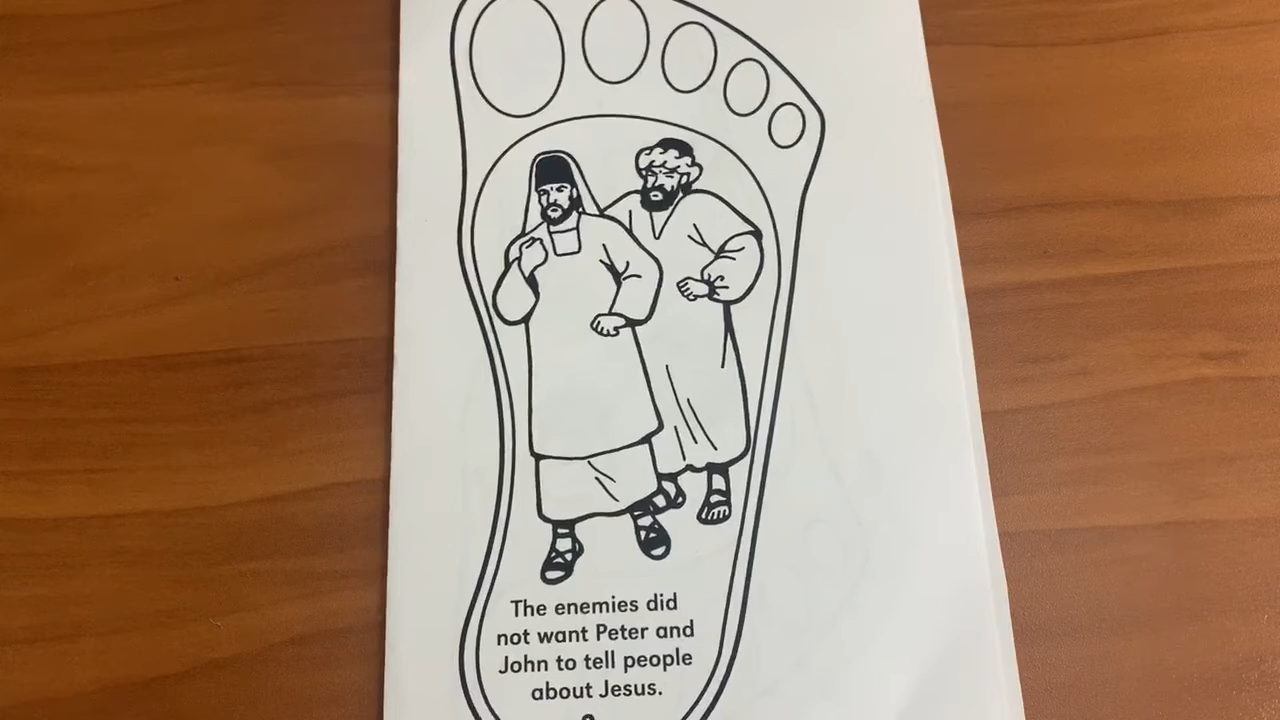 The enemies did
not want Peter and
John to tell people
about Jesus.